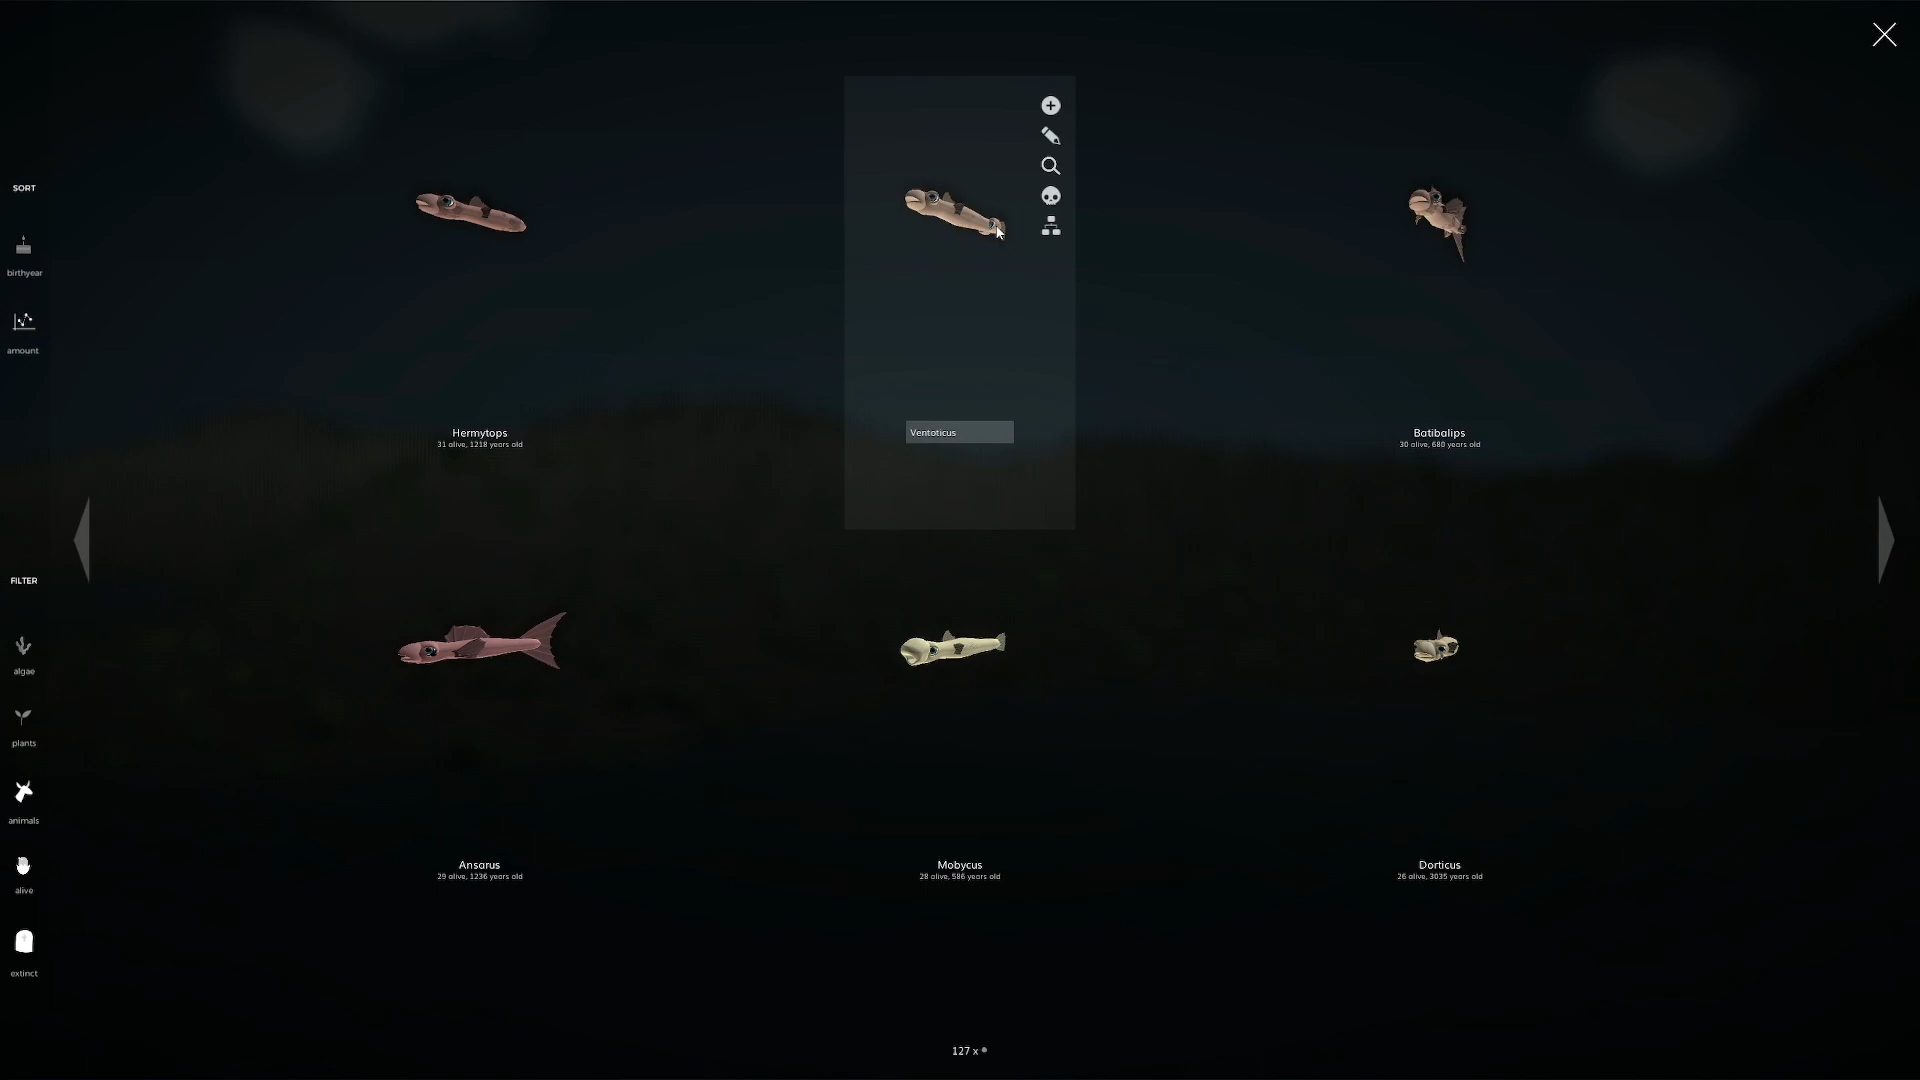 SORT
birthyear
amount
Hermytops
31 alive, 1218 years old
Ventoticus
Batibalips
30 alive, 680 years old
FILTER
algae
plants
animals
alive
extinct
Ansarus
29 alive, 1236 years old
Mobycus
28 alive, 586 years old
Dorticus
26 alive, 3035 years old
127 x